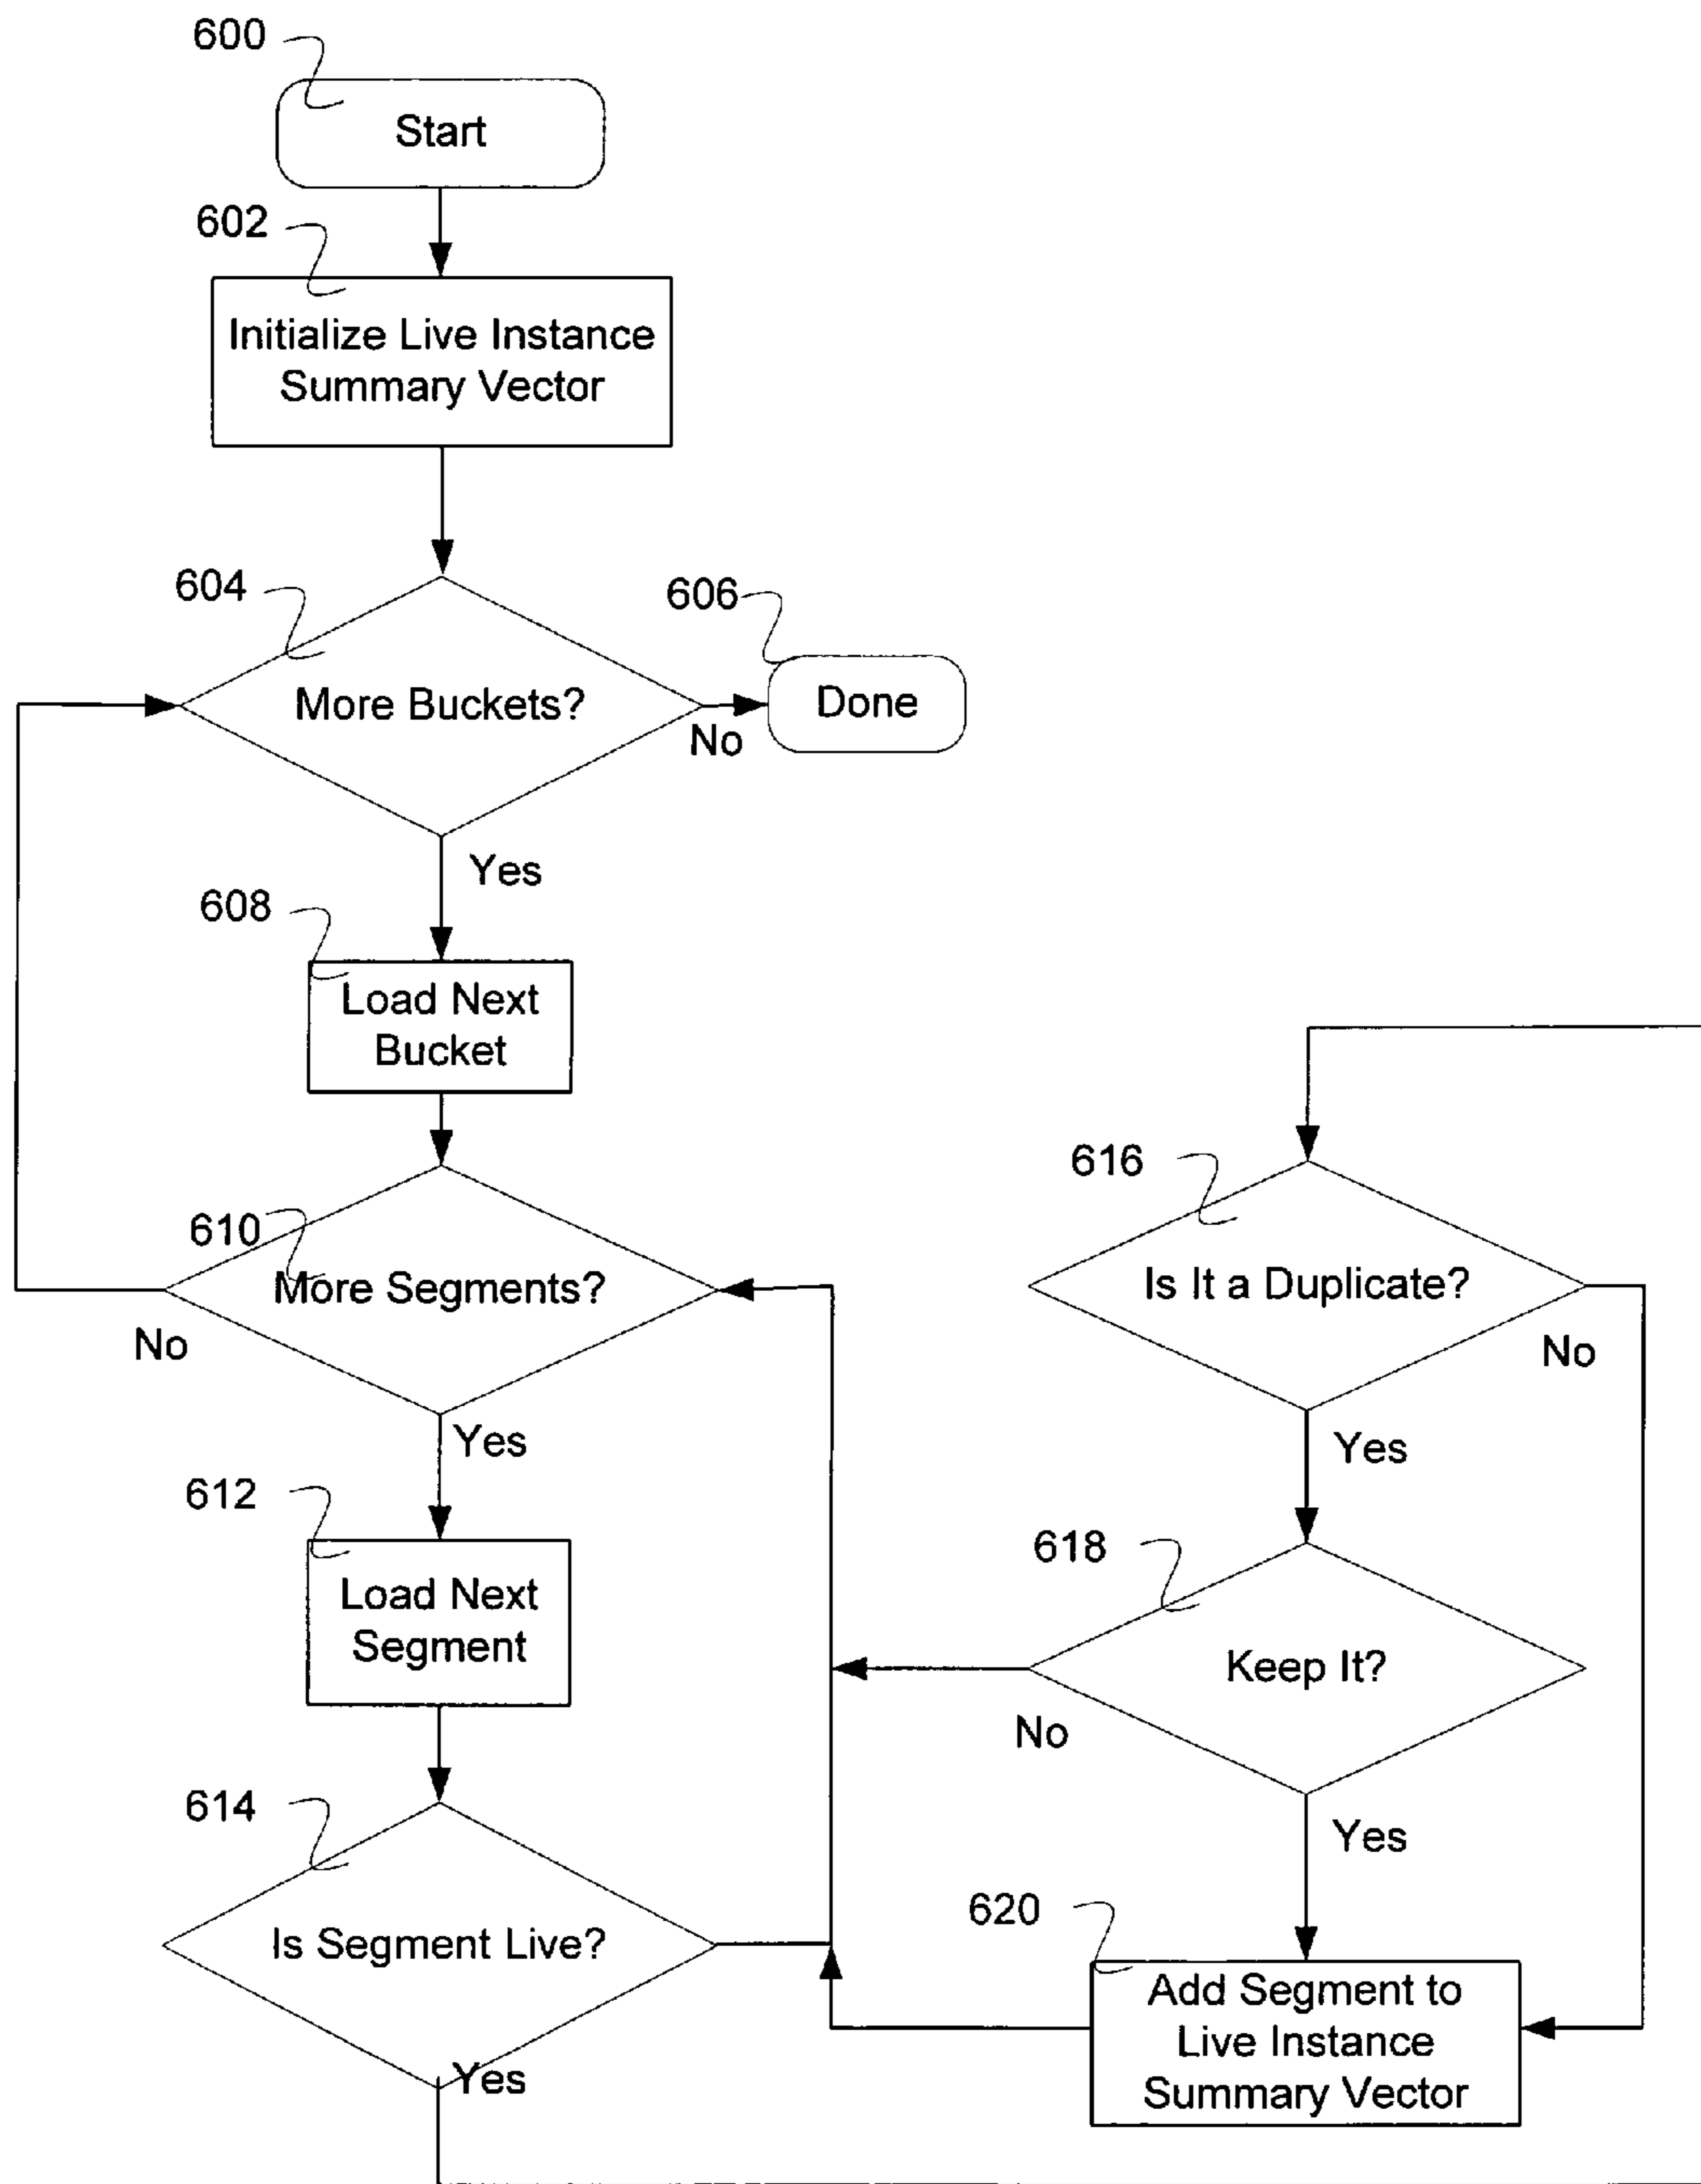 600
Start
602
Initialize Live Instance
Summary Vector
604
More Buckets?
606
Done
No
Yes
608
Load Next
Bucket
610
More Segments?
No
Yes
612
Load Next
Segment
614
Is Segment Live?
Yes
616
Is It a Duplicate?
No
Yes
618
Keep It?
No
Yes
620
Add Segment to
Live Instance
Summary Vector